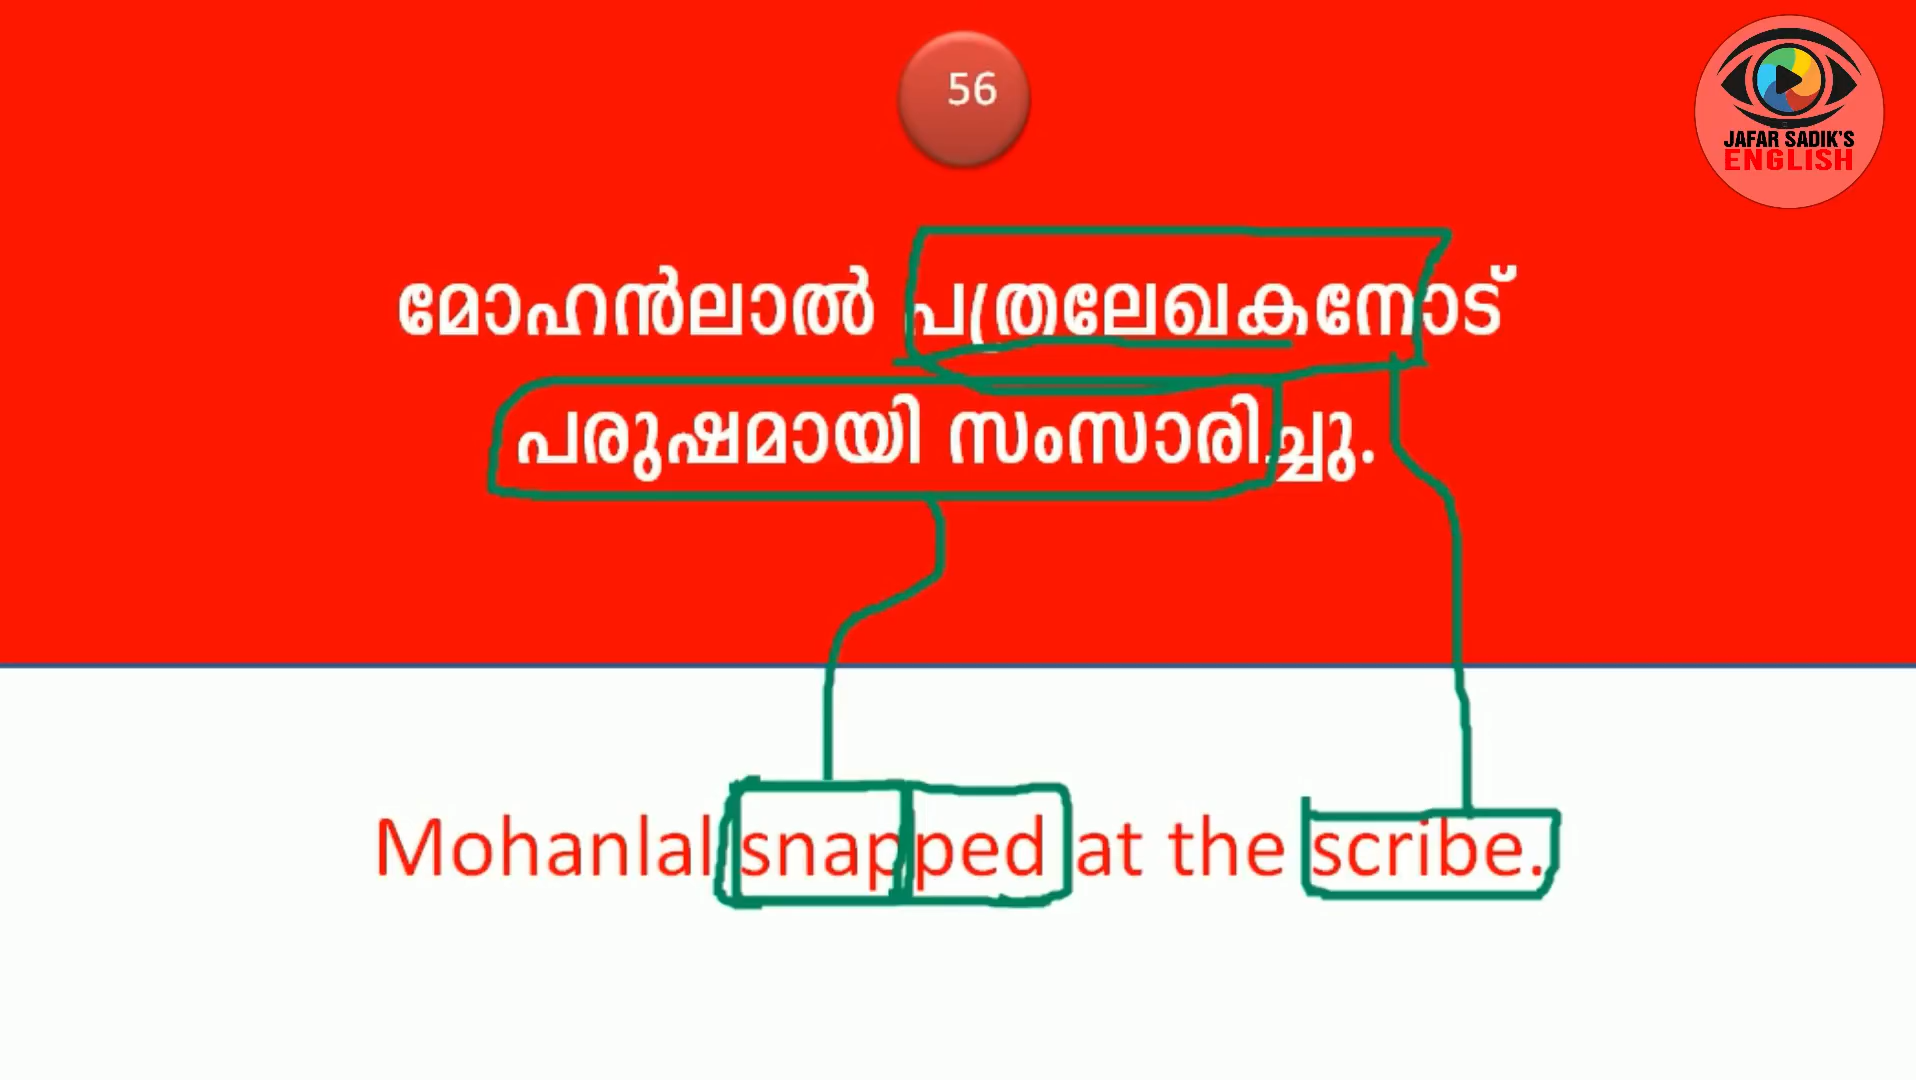 56
JAFAR SADIK'S
ENGLISH
മോഹൻലാൽ പത്രലേഖകനോട്
പരുഷമായി സംസാരിച്ചു.
Mohanlal snapped at the scribe.